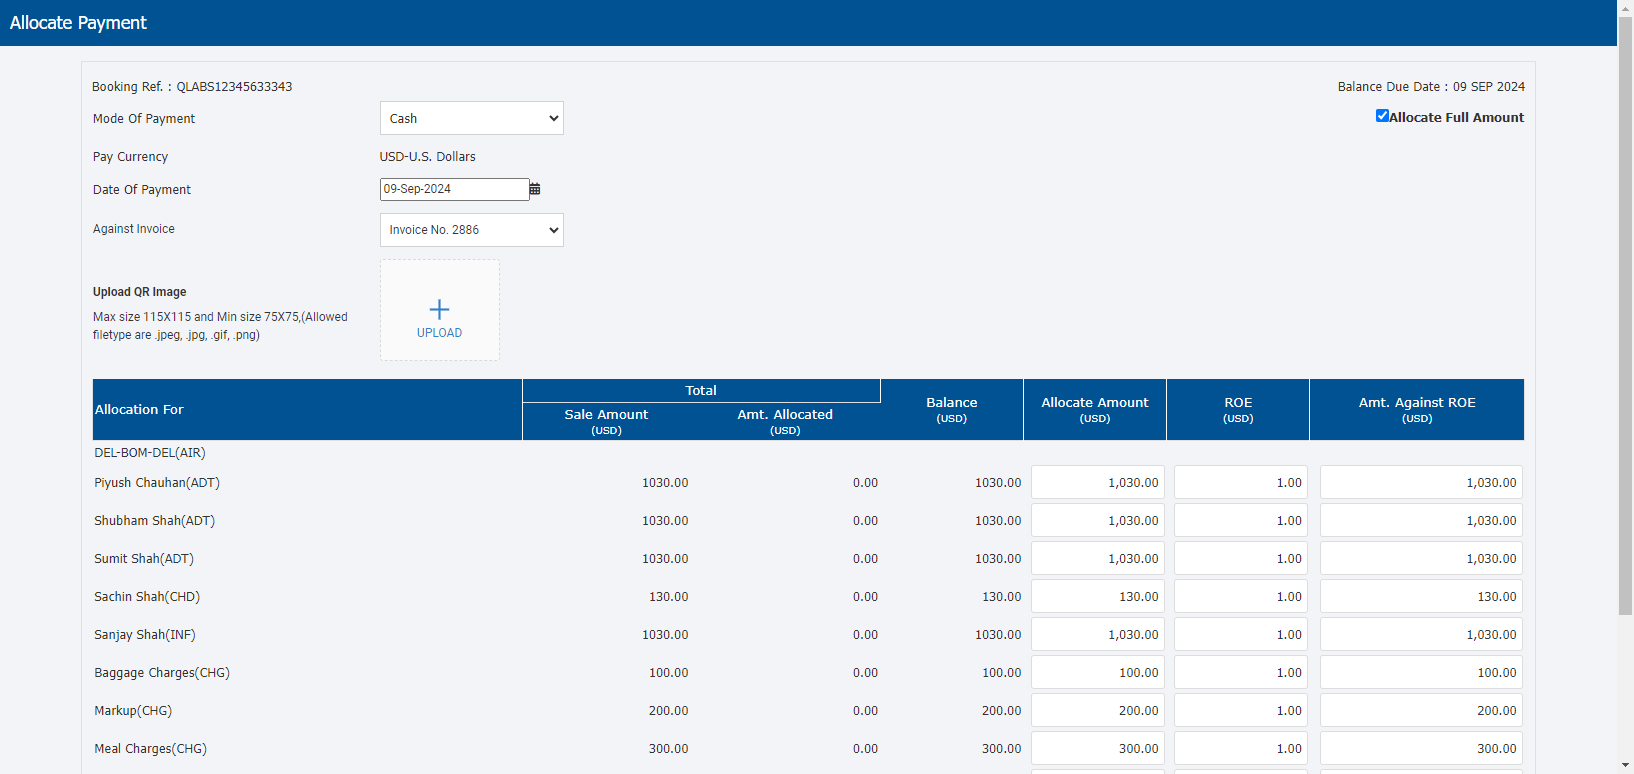 Allocate Payment
Booking Ref. : QLABS12345633343
Balance Due Date : 09 SEP 2024
Mode Of Payment
Cash
Allocate Full Amount
Pay Currency
USD-U.S. Dollars
Date Of Payment
09-Sep-2024
Against Invoice
Invoice No. 2886
Upload QR Image
Max size 115X115 and Min size 75X75,(Allowed
filetype are .jpeg, .jpg, .gif, .png)
UPLOAD
Allocation For
Total
Sale Amount
(USD)
Amt. Allocated
(USD)
Balance
(USD)
Allocate Amount
(USD)
ROE
(USD)
Amt. Against ROE
(USD)
DEL-BOM-DEL(AIR)
Piyush Chauhan(ADT) 1030.00 0.00 1030.00 1,030.00 1.00 1,030.00
Shubham Shah(ADT) 1030.00 0.00 1030.00 1,030.00 1.00 1,030.00
Sumit Shah(ADT) 1030.00 0.00 1030.00 1,030.00 1.00 1,030.00
Sachin Shah(CHD) 130.00 0.00 130.00 130.00 1.00 130.00
Sanjay Shah(INF) 1030.00 0.00 1030.00 1,030.00 1.00 1,030.00
Baggage Charges(CHG) 100.00 0.00 100.00 100.00 1.00 100.00
Markup(CHG) 200.00 0.00 200.00 200.00 1.00 200.00
Meal Charges(CHG) 300.00 0.00 300.00 300.00 1.00 300.00